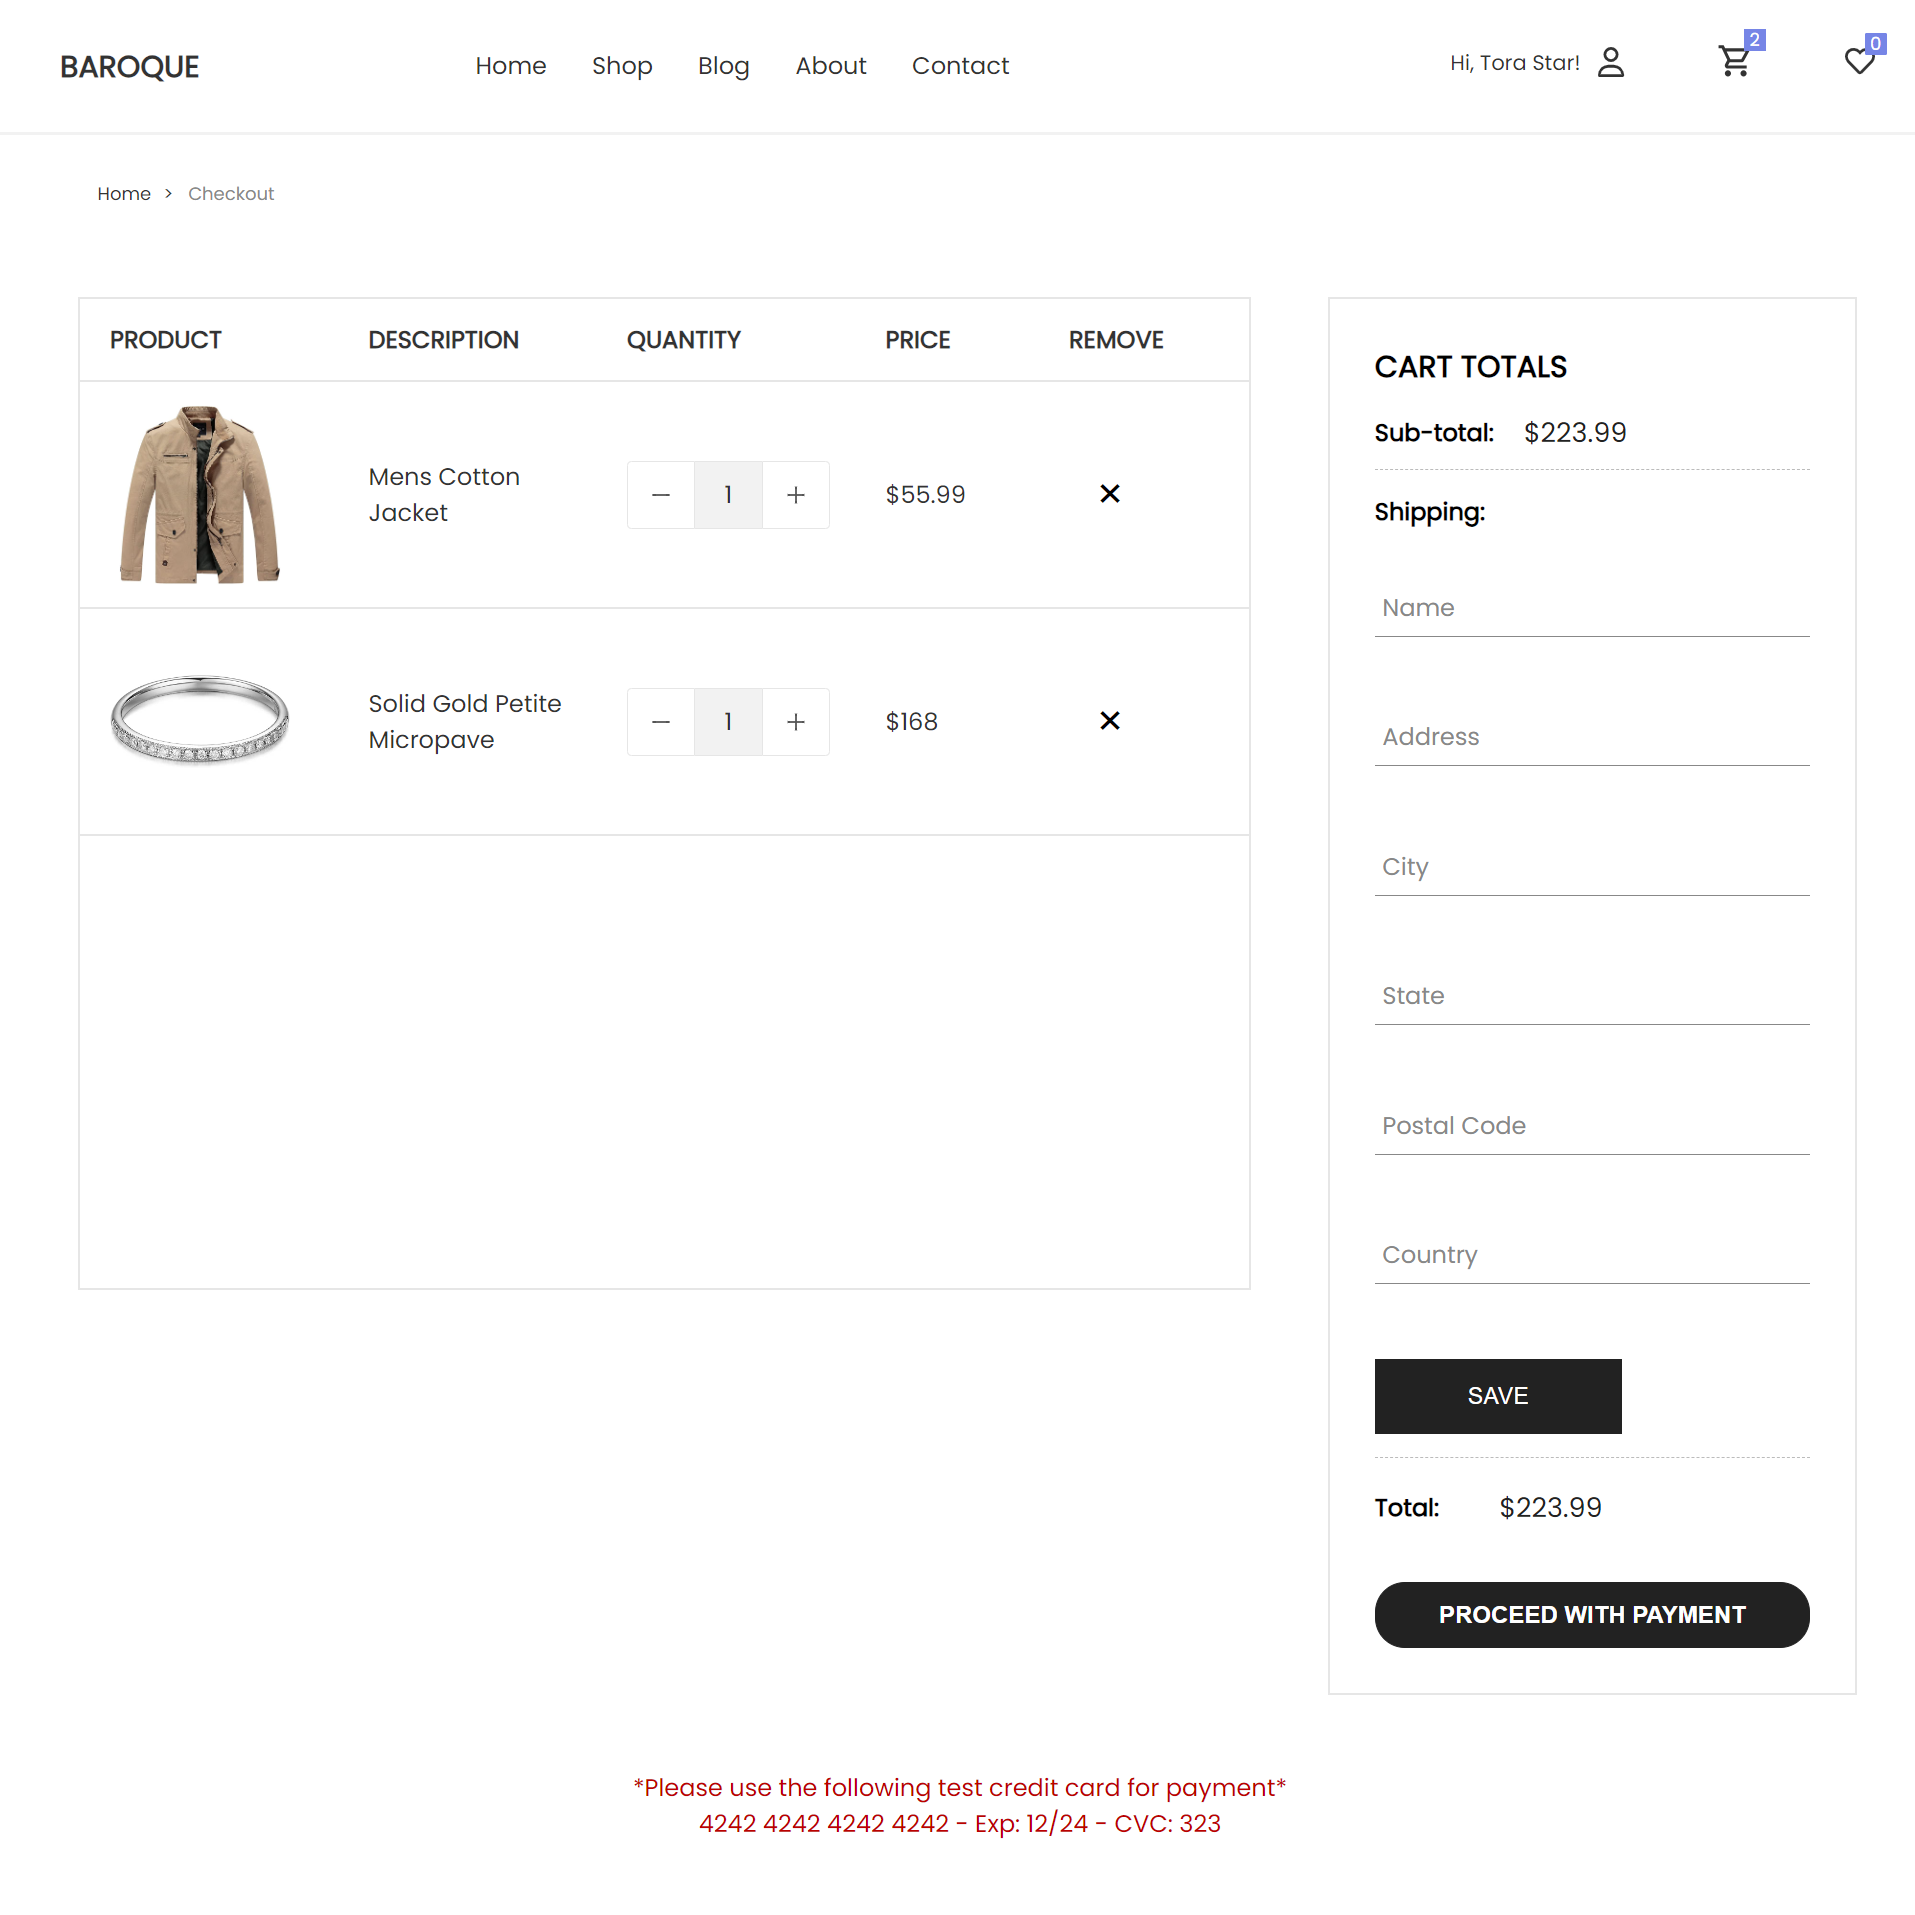 BAROQUE
Home Shop Blog About Contact
Hi, Tora Star!
2
0
Home > Checkout
PRODUCT DESCRIPTION QUANTITY PRICE REMOVE
Mens Cotton
Jacket
− 1 + $55.99 ✕
Solid Gold Petite
Micropave
− 1 + $168 ✕
CART TOTALS
Sub-total: $223.99
Shipping:
Name
Address
City
State
Postal Code
Country
SAVE
Total: $223.99
PROCEED WITH PAYMENT
*Please use the following test credit card for payment*
4242 4242 4242 4242 - Exp: 12/24 - CVC: 323